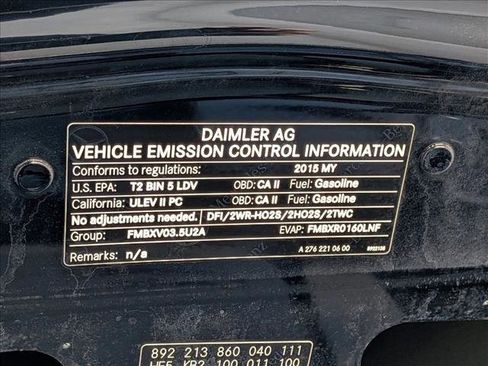 DAIMLER AG
VEHICLE EMISSION CONTROL INFORMATION
Conforms to regulations: 2015 MY
U.S. EPA: T2 BIN 5 LDV OBD: CA II Fuel: Gasoline
California: ULEV II PC OBD: CA II Fuel: Gasoline
No adjustments needed. DFI/2WR-HO2S/2HO2S/2TWC
Group: FMBXV03.5U2A EVAP: FMBXR0160LNF
Remarks: n/a A 276 221 06 00
892 213 860 040 111